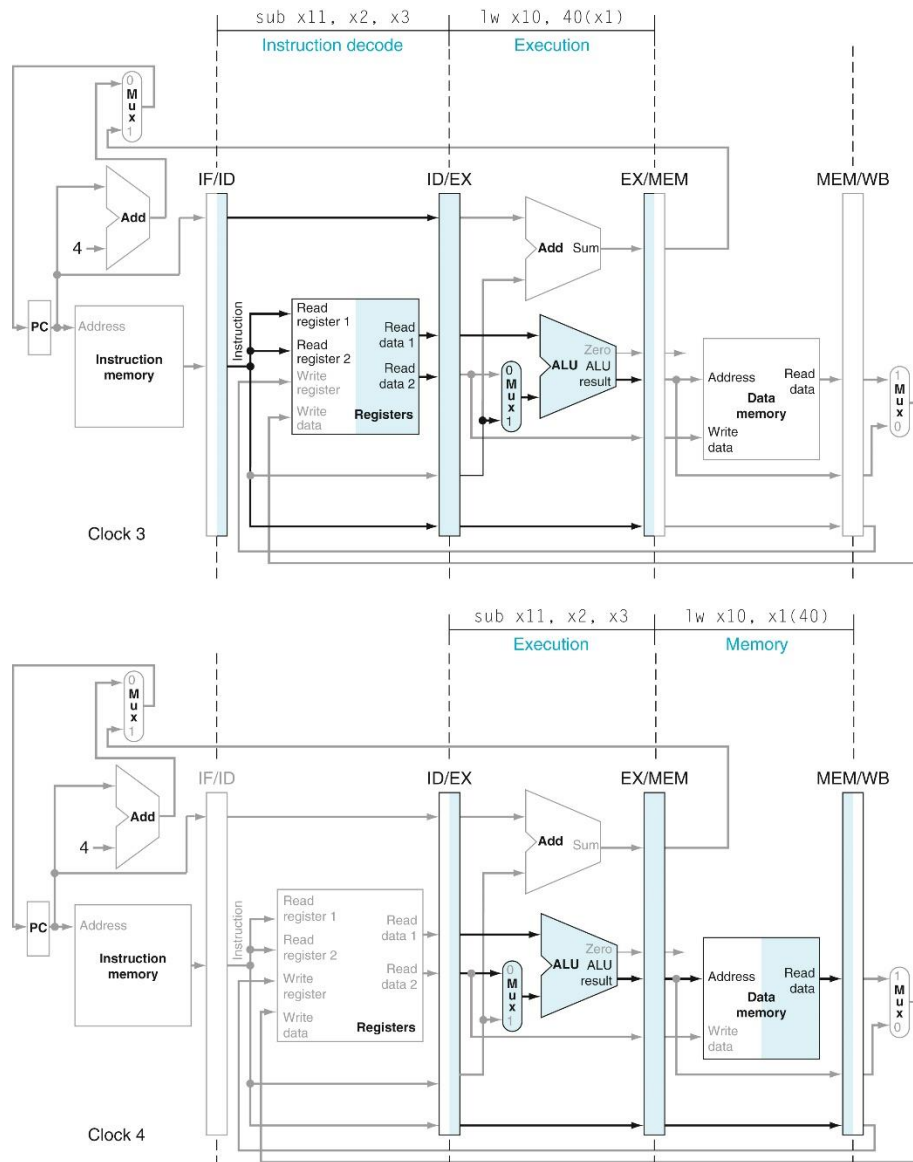 sub x11, x2, x3
lw x10, 40(x1)
Instruction decode
Execution
0
Mux
1
IF/ID
ID/EX
EX/MEM
MEM/WB
Add
4
Add Sum
PC
Address
Instruction
memory
Instruction
Read
register 1
Read
register 2
Write
register
Write
data
Read
data 1
Read
data 2
Registers
0
Mux
1
Zero
ALU ALU
result
Address
Write
data
Read
data
Data
memory
1
Mux
0
Clock 3
sub x11, x2, x3
lw x10, x1(40)
Execution
Memory
0
Mux
1
IF/ID
ID/EX
EX/MEM
MEM/WB
Add
4
Add Sum
PC
Address
Instruction
memory
Instruction
Read
register 1
Read
register 2
Write
register
Write
data
Read
data 1
Read
data 2
Registers
0
Mux
1
Zero
ALU ALU
result
Address
Write
data
Read
data
Data
memory
1
Mux
0
Clock 4